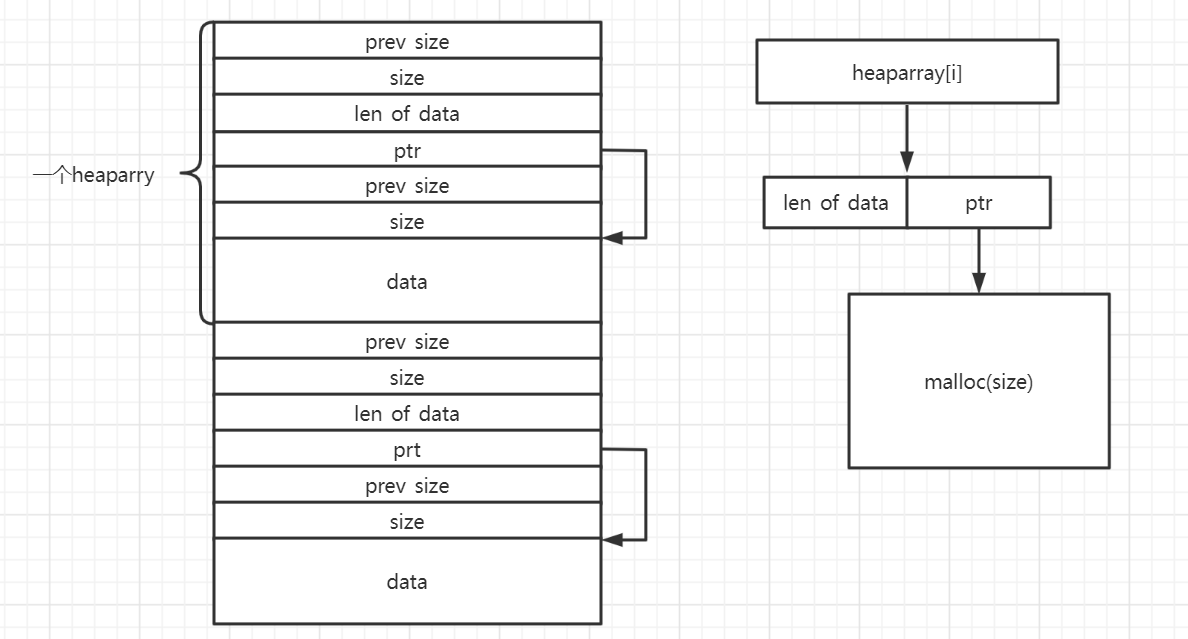 prev size
size
len of data
ptr
prev size
size
data
一个heaparry
prev size
size
len of data
prt
prev size
size
data
heaparray[i]
len of data
ptr
malloc(size)